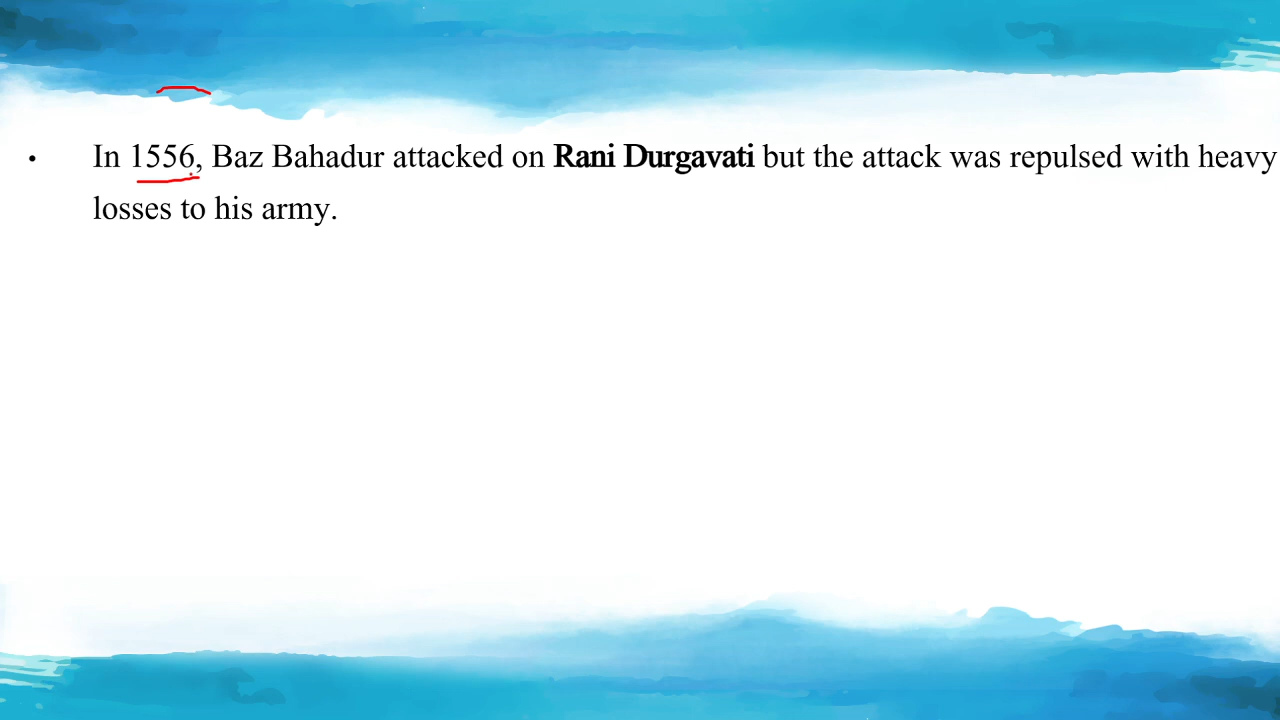 • In 1556, Baz Bahadur attacked on Rani Durgavati but the attack was repulsed with heavy
losses to his army.